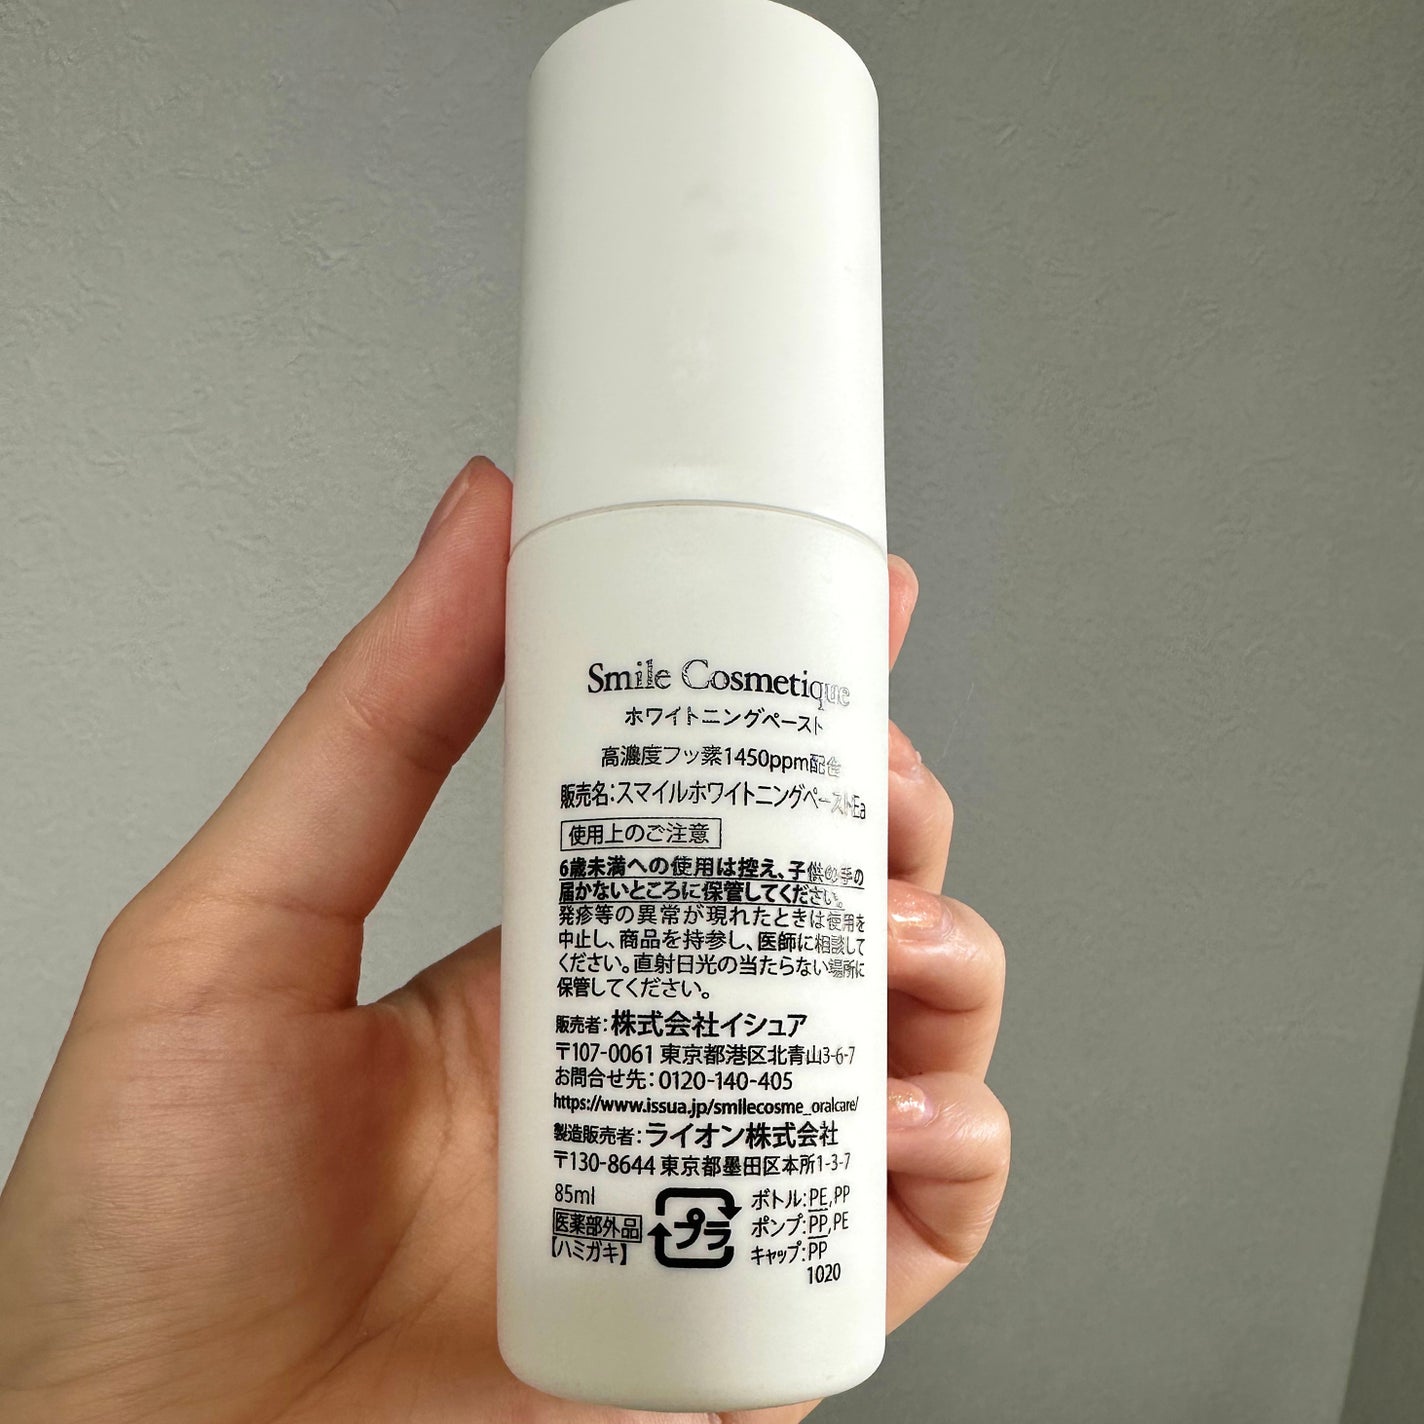 Smile Cosmetique
ホワイトニングペースト
高濃度フッ素1450ppm配合
販売名:スマイルホワイトニングペーストEa
使用上のご注意
6歳未満への使用は控え、子供の手の
届かないところに保管してください。
発疹等の異常が現れたときは使用を
中止し、商品を持参し、医師に相談して
ください。直射日光の当たらない場所に
保管してください。
販売者:株式会社イシュア
〒107-0061 東京都港区北青山3-6-7
お問合せ先:0120-140-405
https://www.issua.jp/smilecosme_oralcare/
製造販売者:ライオン株式会社
〒130-8644 東京都墨田区本所1-3-7
85ml
医薬部外品
【ハミガキ】
プラ
ボトル:PE,PP
ポンプ:PP,PE
キャップ:PP
1020